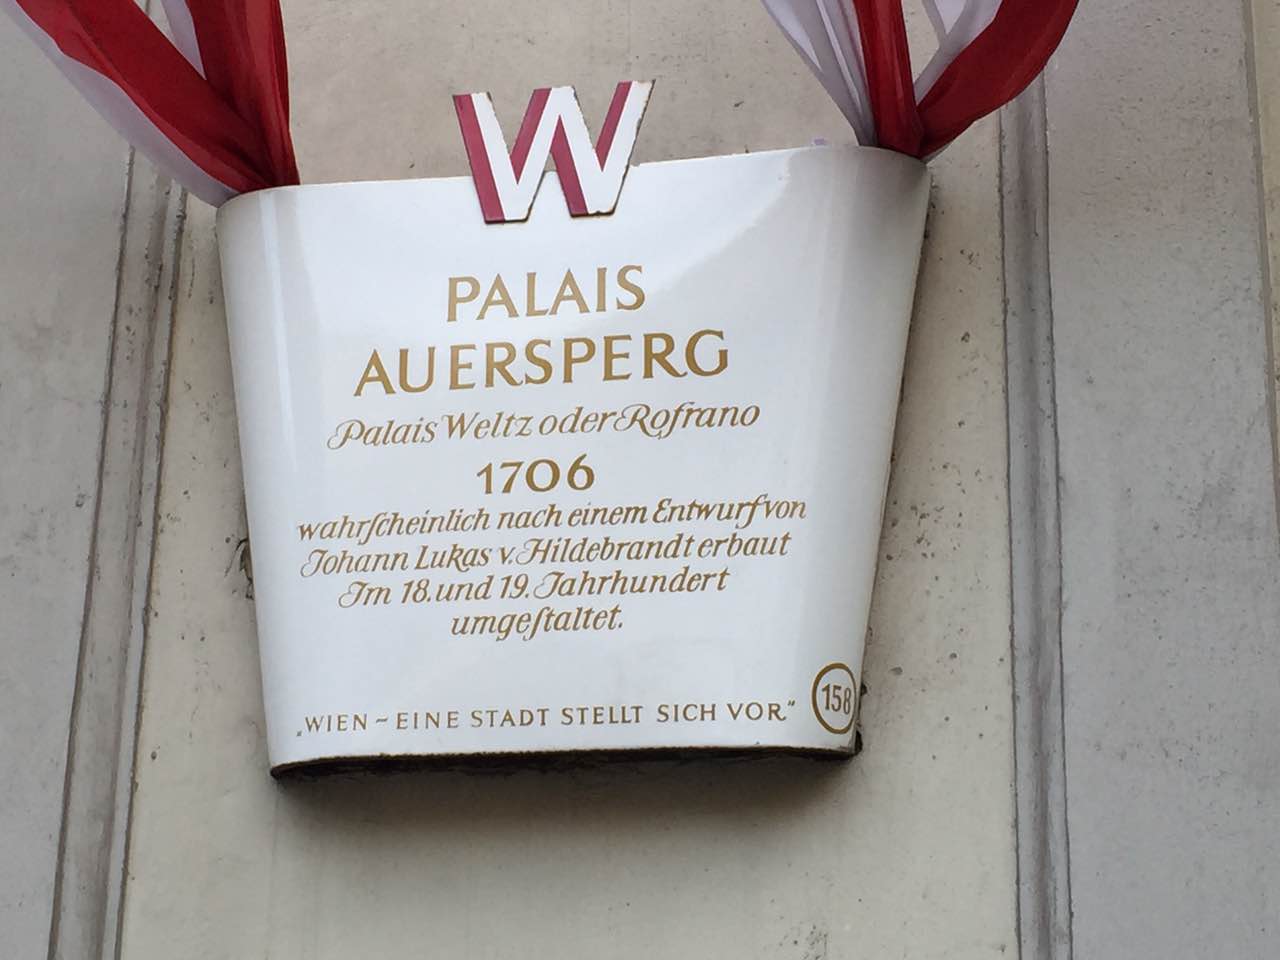 W
PALAIS
AUERSPERG
Palais Weltz oder Rofrano
1706
wahrſcheinlich nach einem Entwurf von
Johann Lukas v. Hildebrandt erbaut
Im 18. und 19. Jahrhundert
umgeſtaltet.
„WIEN ~ EINE STADT STELLT SICH VOR.“
158